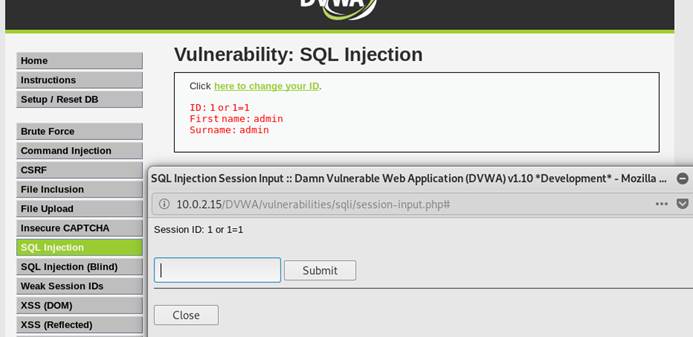 DVWA
Vulnerability: SQL Injection
Home
Instructions
Setup / Reset DB
Brute Force
Command Injection
CSRF
File Inclusion
File Upload
Insecure CAPTCHA
SQL Injection
SQL Injection (Blind)
Weak Session IDs
XSS (DOM)
XSS (Reflected)
Click here to change your ID.
ID: 1 or 1=1
First name: admin
Surname: admin
SQL Injection Session Input :: Damn Vulnerable Web Application (DVWA) v1.10 *Development* - Mozilla ...
10.0.2.15/DVWA/vulnerabilities/sqli/session-input.php#
Session ID: 1 or 1=1
Submit
Close